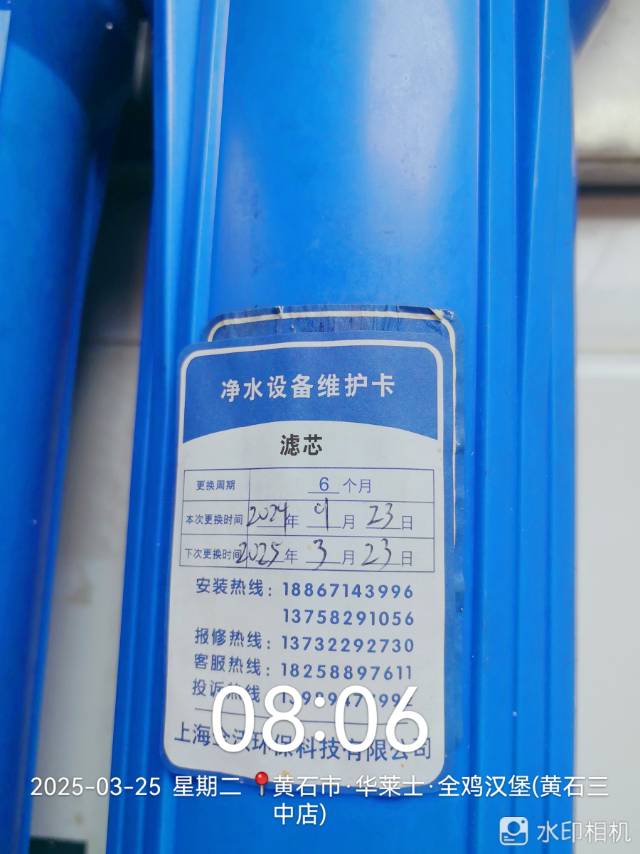 净水设备维护卡
滤芯
更换周期 6 个月
本次更换时间 2024 年 9 月 23 日
下次更换时间 2025 年 3 月 23 日
安装热线：18867143996
13758291056
报修热线：13732292730
客服热线：18258897611
投诉热线
08:06
环保科技有限公司
2025-03-25 星期二 黄石市·华莱士·全鸡汉堡(黄石三
中店)
水印相机